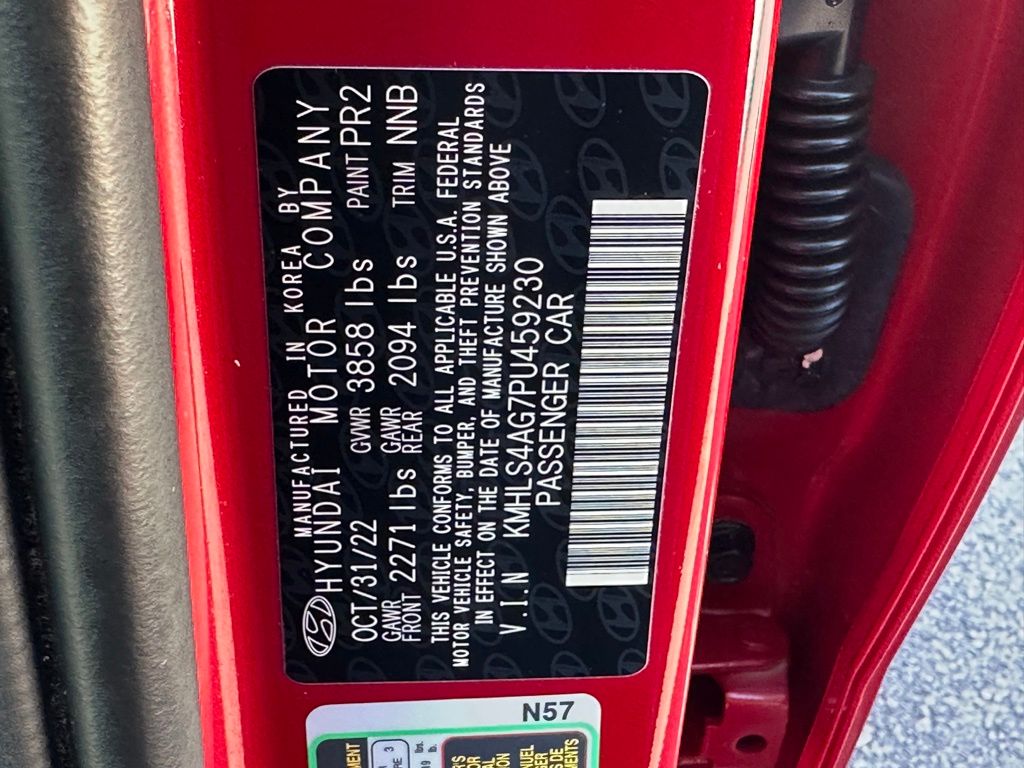 MANUFACTURED IN KOREA BY
HYUNDAI MOTOR COMPANY
OCT/31/22 GVWR 3858 lbs PAINT PR2
GAWR FRONT 2271 lbs GAWR REAR 2094 lbs TRIM NNB
THIS VEHICLE CONFORMS TO ALL APPLICABLE U.S.A. FEDERAL
MOTOR VEHICLE SAFETY, BUMPER, AND THEFT PREVENTION STANDARDS
IN EFFECT ON THE DATE OF MANUFACTURE SHOWN ABOVE
V.I.N KMHLS4AG7PU459230
PASSENGER CAR
N57